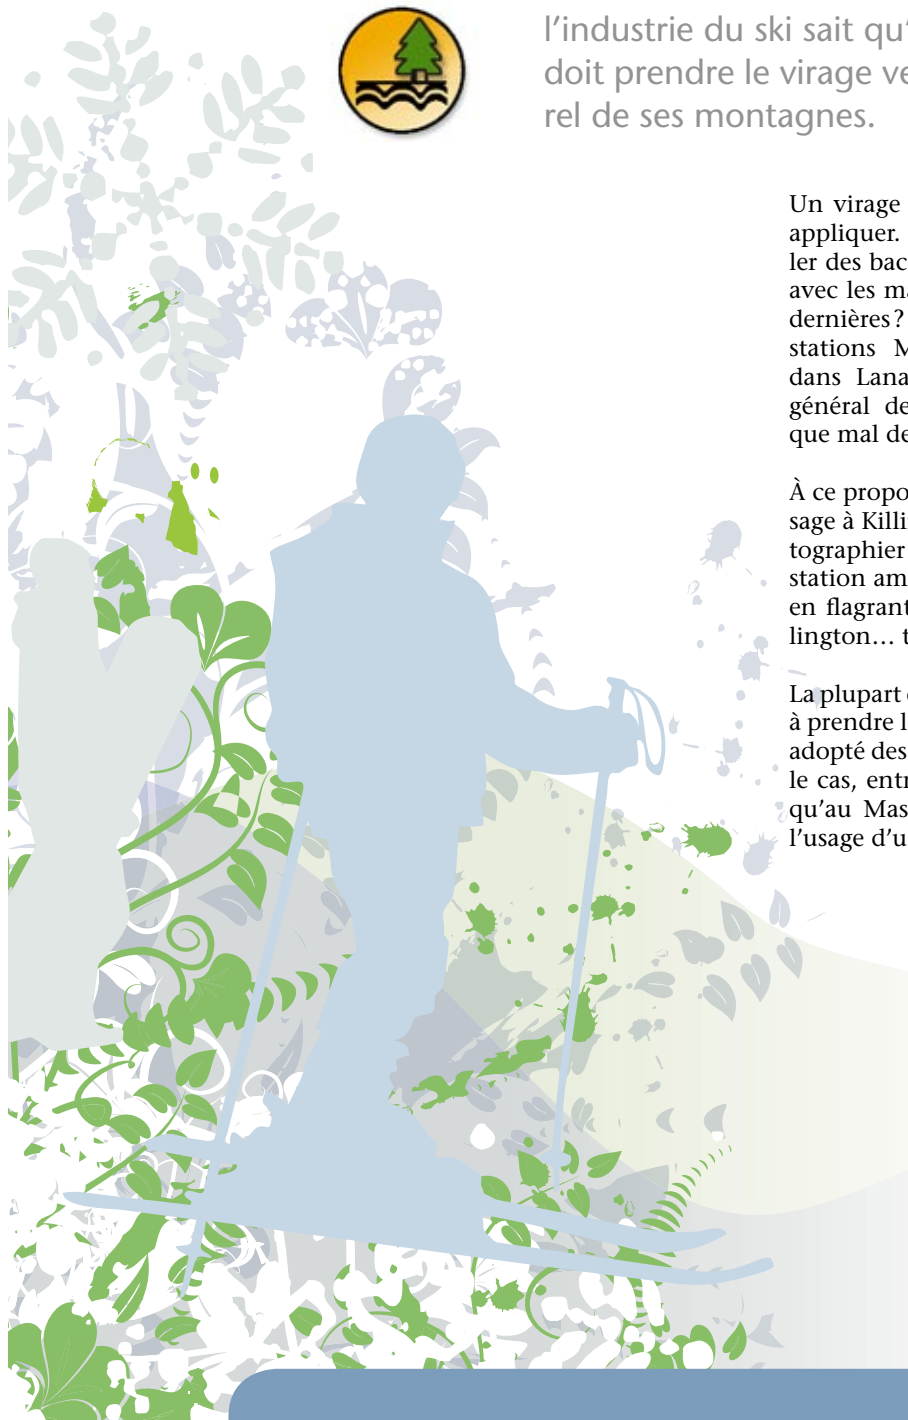 l'industrie du ski sait qu'
doit prendre le virage ve
rel de ses montagnes.
Un virage
appliquer.
ler des bac
avec les ma
dernières ?
stations M
dans Lana
général de
que mal de
À ce propo
sage à Killi
tographier
station am
en flagrant
lington… t
La plupart
à prendre l
adopté des
le cas, entr
qu'au Mas
l'usage d'u